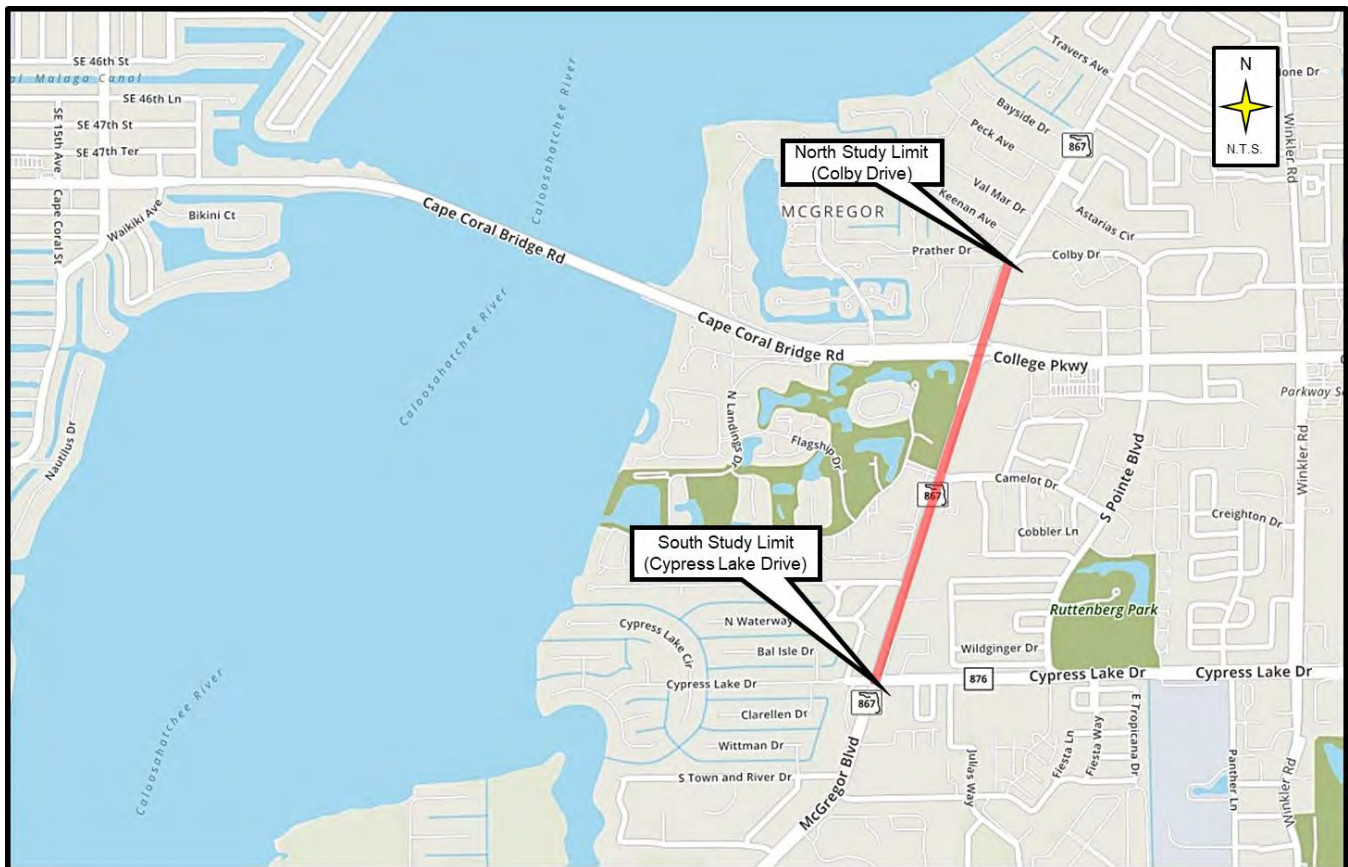 SE 46th St
al Malaga Canal
SE 46th Ln
SE 47th St
SE 47th Ter
SE 15th Ave
Cape Coral St
Waikiki Ave
Bikini Ct
Nautilus Dr
Cape Coral Bridge Rd
Caloosahatchee River
Caloosahatchee River
Caloosahatchee River
Travers Ave
Bayside Dr
Peck Ave
867
Val Mar Dr
Keenan Ave
Astarias Cir
N
N.T.S.
one Dr
Winkler Rd
North Study Limit
(Colby Drive)
MCGREGOR
Prather Dr
Colby Dr
Cape Coral Bridge Rd
College Pkwy
Parkway S
N Landings Dr
Flagship Dr
867
Camelot Dr
Cobbler Ln
S Pointe Blvd
Creighton Dr
Winkler Rd
South Study Limit
(Cypress Lake Drive)
Ruttenberg Park
N Waterway
Bal Isle Dr
Cypress Lake Cir
Wildginger Dr
Cypress Lake Dr
876
Cypress Lake Dr
Cypress Lake Dr
867
Clarellen Dr
Wittman Dr
S Town and River Dr
McGregor Blvd
Julias Way
Fiesta Ln
Fiesta Way
E Tropicana Dr
Panther Ln
Winkler Rd